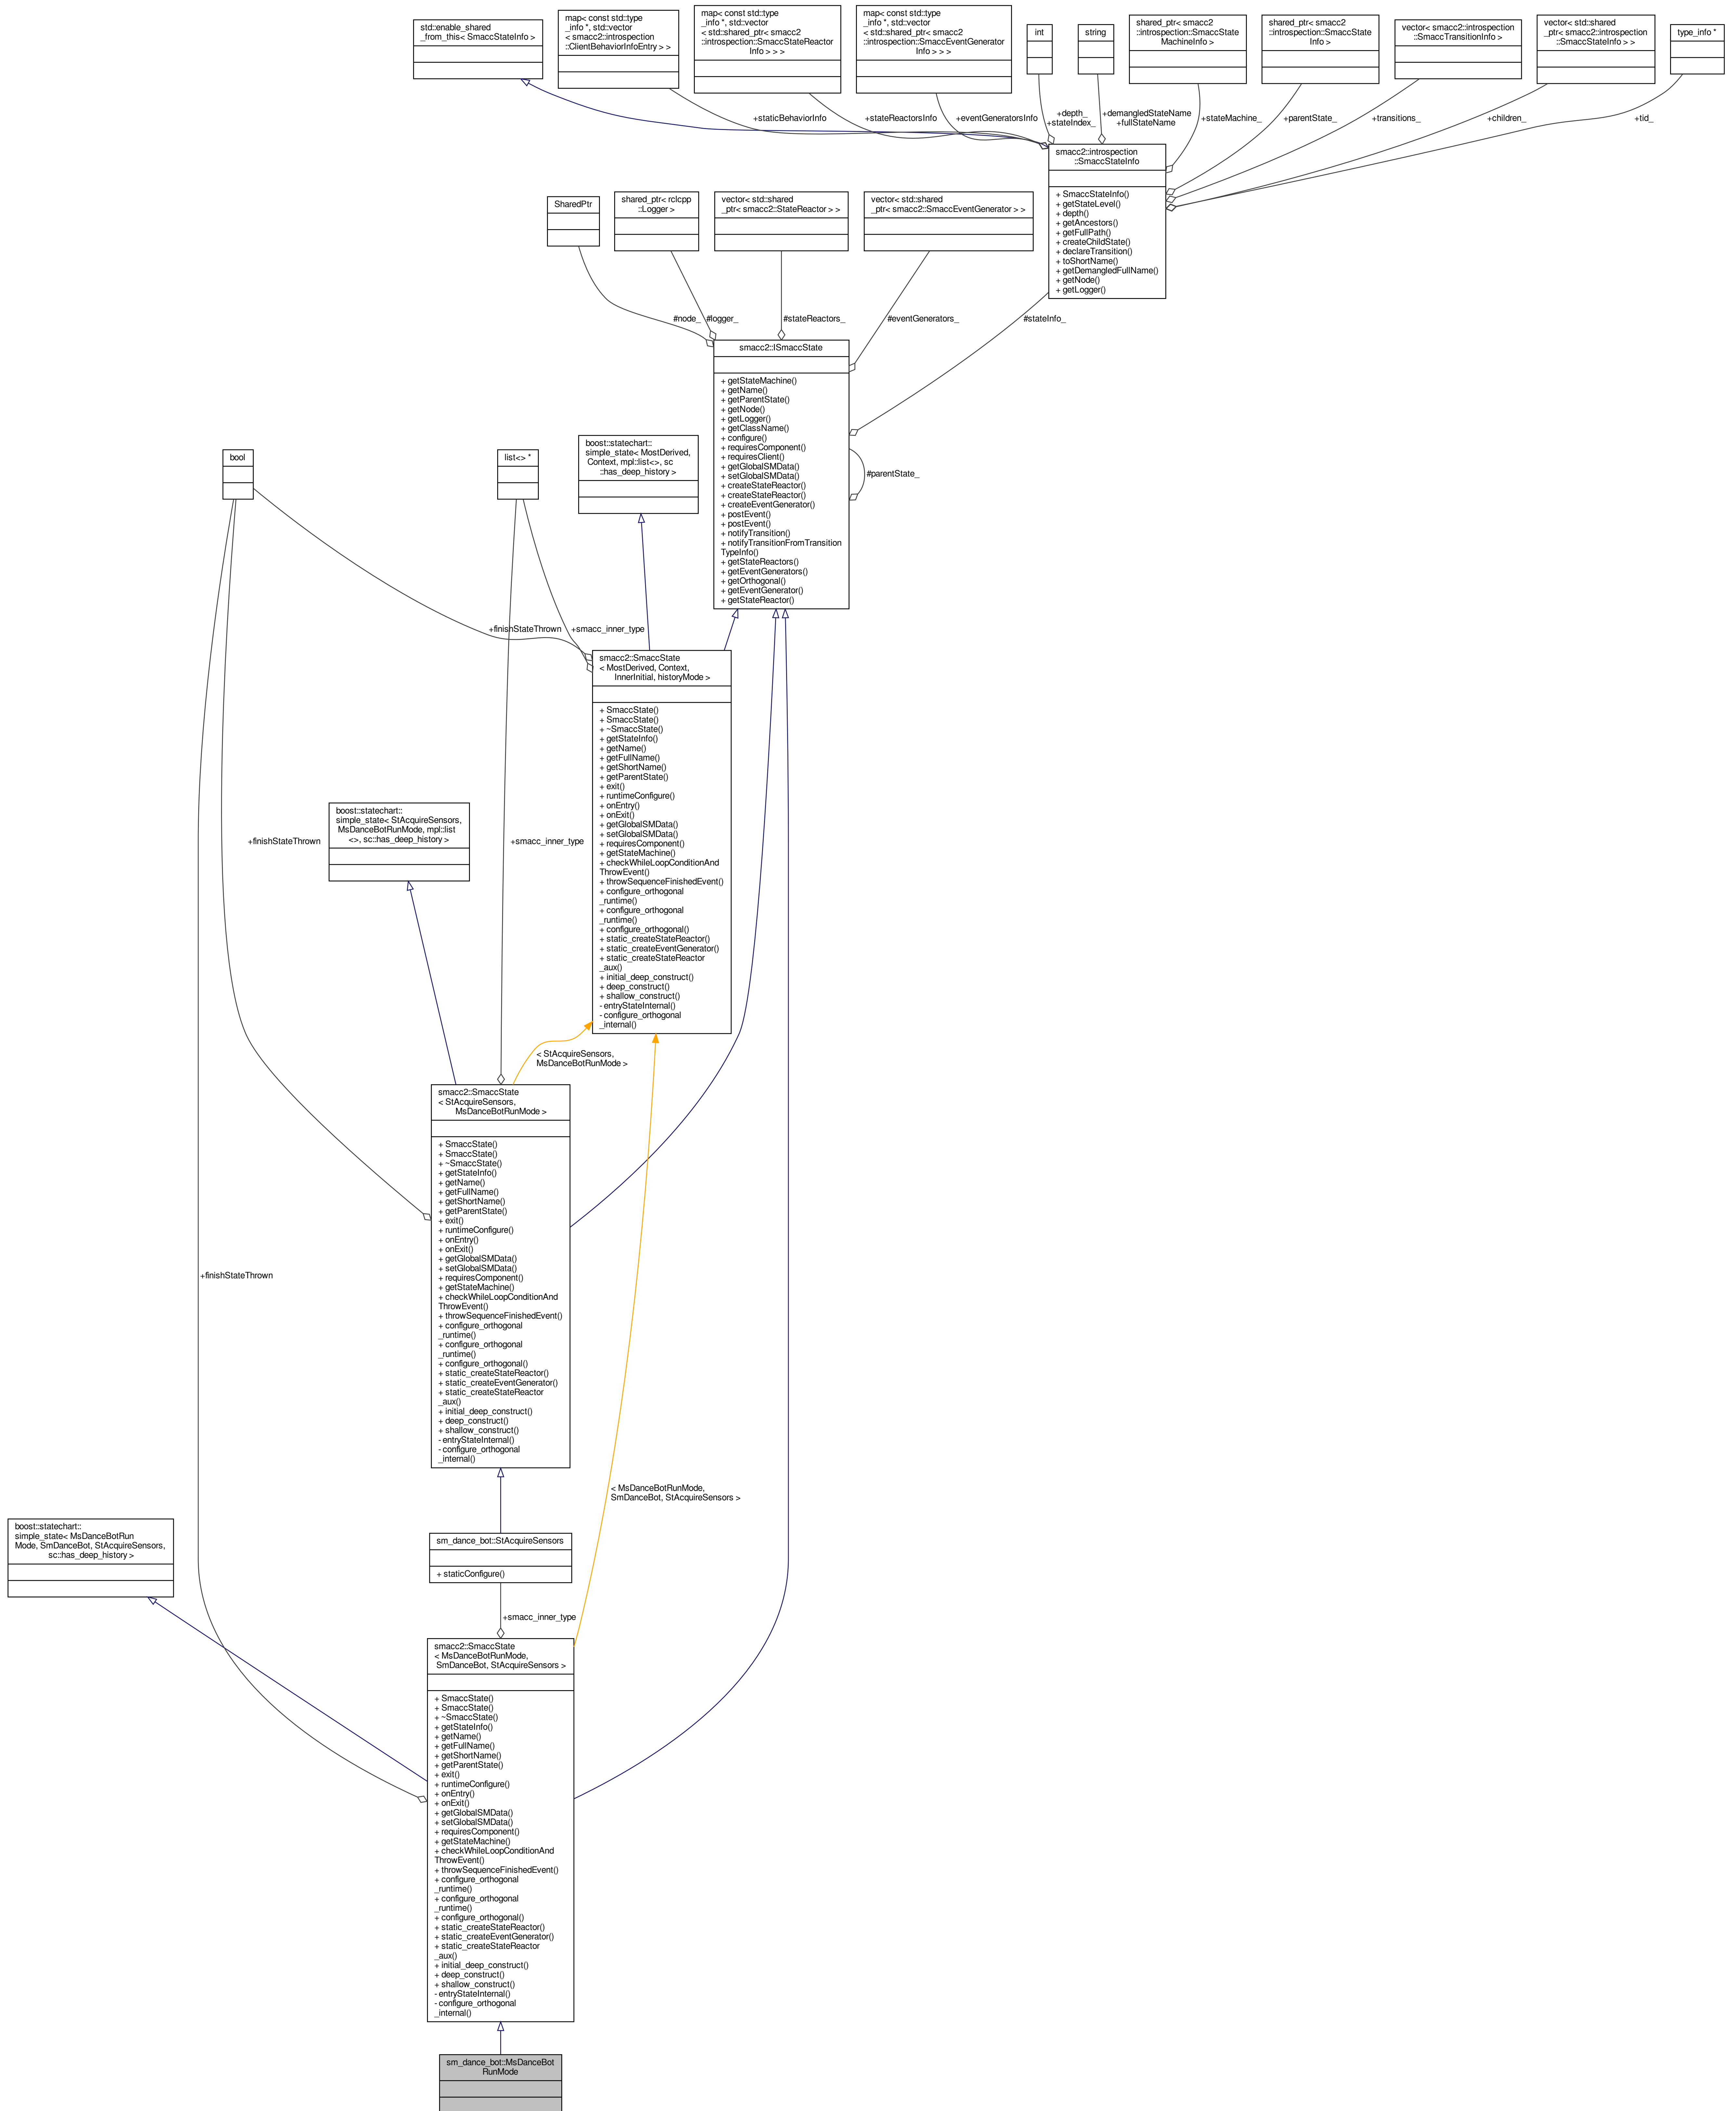 std::enable_shared
_from_this< SmaccStateInfo >
map< const std::type
_info *, std::vector
< smacc2::introspection
::ClientBehaviorInfoEntry > >
map< const std::type
_info *, std::vector
< std::shared_ptr< smacc2
::introspection::SmaccStateReactor
Info > > >
map< const std::type
_info *, std::vector
< std::shared_ptr< smacc2
::introspection::SmaccEventGenerator
Info > > >
int
string
shared_ptr< smacc2
::introspection::SmaccState
MachineInfo >
shared_ptr< smacc2
::introspection::SmaccState
Info >
vector< smacc2::introspection
::SmaccTransitionInfo >
vector< std::shared
_ptr< smacc2::introspection
::SmaccStateInfo > >
type_info *
+staticBehaviorInfo
+stateReactorsInfo
+eventGeneratorsInfo
+depth_
+stateIndex_
+demangledStateName
+fullStateName
+stateMachine_
+parentState_
+transitions_
+children_
+tid_
smacc2::introspection
::SmaccStateInfo
+ SmaccStateInfo()
+ getStateLevel()
+ depth()
+ getAncestors()
+ getFullPath()
+ createChildState()
+ declareTransition()
+ toShortName()
+ getDemangledFullName()
+ getNode()
+ getLogger()
SharedPtr
shared_ptr< rclcpp
::Logger >
vector< std::shared
_ptr< smacc2::StateReactor > >
vector< std::shared
_ptr< smacc2::SmaccEventGenerator > >
#node_
#logger_
#stateReactors_
#eventGenerators_
#stateInfo_
smacc2::ISmaccState
+ getStateMachine()
+ getName()
+ getParentState()
+ getNode()
+ getLogger()
+ getClassName()
+ configure()
+ requiresComponent()
+ requiresClient()
+ getGlobalSMData()
+ setGlobalSMData()
+ createStateReactor()
+ createStateReactor()
+ createEventGenerator()
+ postEvent()
+ postEvent()
+ notifyTransition()
+ notifyTransitionFromTransition
TypeInfo()
+ getStateReactors()
+ getEventGenerators()
+ getOrthogonal()
+ getEventGenerator()
+ getStateReactor()
#parentState_
bool
list<> *
boost::statechart::
simple_state< MostDerived,
Context, mpl::list<>, sc
::has_deep_history >
+finishStateThrown
+smacc_inner_type
smacc2::SmaccState
< MostDerived, Context,
InnerInitial, historyMode >
+ SmaccState()
+ SmaccState()
+ ~SmaccState()
+ getStateInfo()
+ getName()
+ getFullName()
+ getShortName()
+ getParentState()
+ exit()
+ runtimeConfigure()
+ onEntry()
+ onExit()
+ getGlobalSMData()
+ setGlobalSMData()
+ requiresComponent()
+ getStateMachine()
+ checkWhileLoopConditionAnd
ThrowEvent()
+ throwSequenceFinishedEvent()
+ configure_orthogonal
_runtime()
+ configure_orthogonal
_runtime()
+ configure_orthogonal()
+ static_createStateReactor()
+ static_createEventGenerator()
+ static_createStateReactor
_aux()
+ initial_deep_construct()
+ deep_construct()
+ shallow_construct()
- entryStateInternal()
- configure_orthogonal
_internal()
boost::statechart::
simple_state< StAcquireSensors,
MsDanceBotRunMode, mpl::list
<>, sc::has_deep_history >
+finishStateThrown
+smacc_inner_type
< StAcquireSensors,
MsDanceBotRunMode >
smacc2::SmaccState
< StAcquireSensors,
MsDanceBotRunMode >
+ SmaccState()
+ SmaccState()
+ ~SmaccState()
+ getStateInfo()
+ getName()
+ getFullName()
+ getShortName()
+ getParentState()
+ exit()
+ runtimeConfigure()
+ onEntry()
+ onExit()
+ getGlobalSMData()
+ setGlobalSMData()
+ requiresComponent()
+ getStateMachine()
+ checkWhileLoopConditionAnd
ThrowEvent()
+ throwSequenceFinishedEvent()
+ configure_orthogonal
_runtime()
+ configure_orthogonal
_runtime()
+ configure_orthogonal()
+ static_createStateReactor()
+ static_createEventGenerator()
+ static_createStateReactor
_aux()
+ initial_deep_construct()
+ deep_construct()
+ shallow_construct()
- entryStateInternal()
- configure_orthogonal
_internal()
+finishStateThrown
< MsDanceBotRunMode,
SmDanceBot, StAcquireSensors >
boost::statechart::
simple_state< MsDanceBotRun
Mode, SmDanceBot, StAcquireSensors,
sc::has_deep_history >
sm_dance_bot::StAcquireSensors
+ staticConfigure()
+smacc_inner_type
smacc2::SmaccState
< MsDanceBotRunMode,
SmDanceBot, StAcquireSensors >
+ SmaccState()
+ SmaccState()
+ ~SmaccState()
+ getStateInfo()
+ getName()
+ getFullName()
+ getShortName()
+ getParentState()
+ exit()
+ runtimeConfigure()
+ onEntry()
+ onExit()
+ getGlobalSMData()
+ setGlobalSMData()
+ requiresComponent()
+ getStateMachine()
+ checkWhileLoopConditionAnd
ThrowEvent()
+ throwSequenceFinishedEvent()
+ configure_orthogonal
_runtime()
+ configure_orthogonal
_runtime()
+ configure_orthogonal()
+ static_createStateReactor()
+ static_createEventGenerator()
+ static_createStateReactor
_aux()
+ initial_deep_construct()
+ deep_construct()
+ shallow_construct()
- entryStateInternal()
- configure_orthogonal
_internal()
sm_dance_bot::MsDanceBot
RunMode